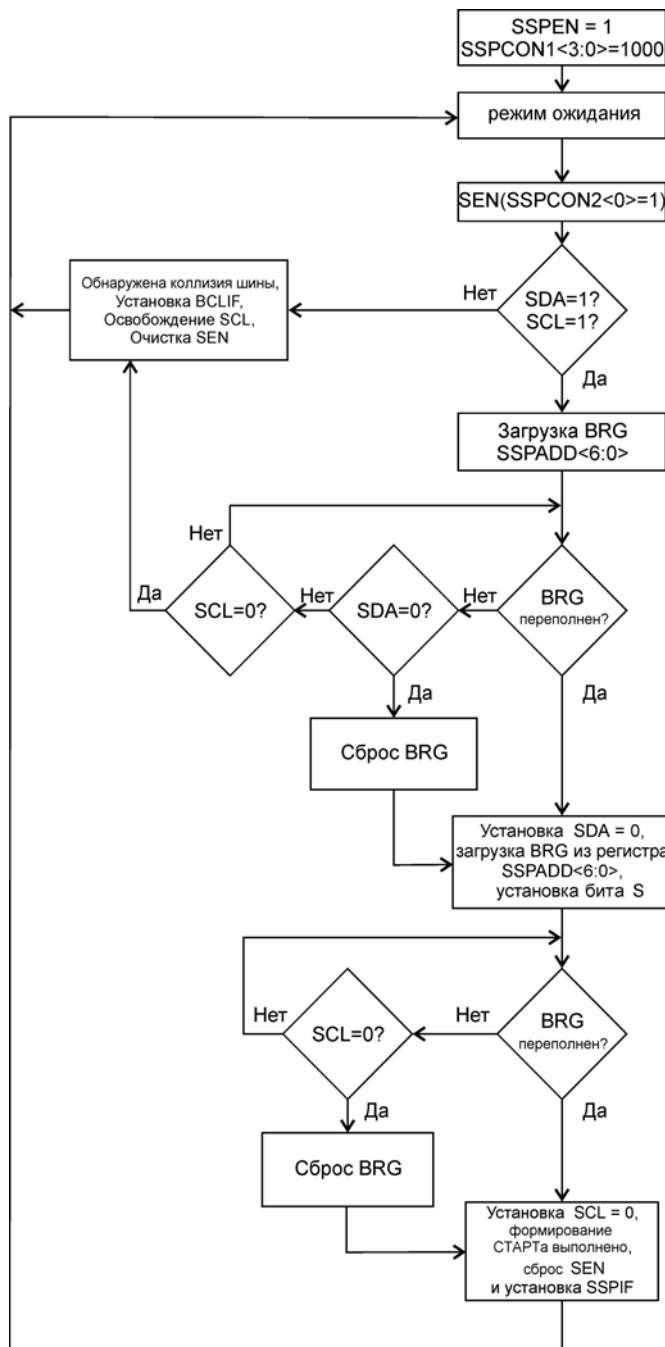 SSPEN = 1
SSPCON1<3:0>=1000
режим ожидания
SEN(SSPCON2<0>=1)
Обнаружена коллизия шины,
Установка BCLIF,
Освобождение SCL,
Очистка SEN
Нет
SDA=1?
SCL=1?
Да
Загрузка BRG
SSPADD<6:0>
Нет
Да
SCL=0?
Нет
SDA=0?
Нет
BRG
переполнен?
Да
Да
Сброс BRG
Установка SDA = 0,
загрузка BRG из регистра
SSPADD<6:0>,
установка бита S
Нет
SCL=0?
Нет
BRG
переполнен?
Да
Да
Сброс BRG
Установка SCL = 0,
формирование
СТАРТа выполнено,
сброс SEN
и установка SSPIF